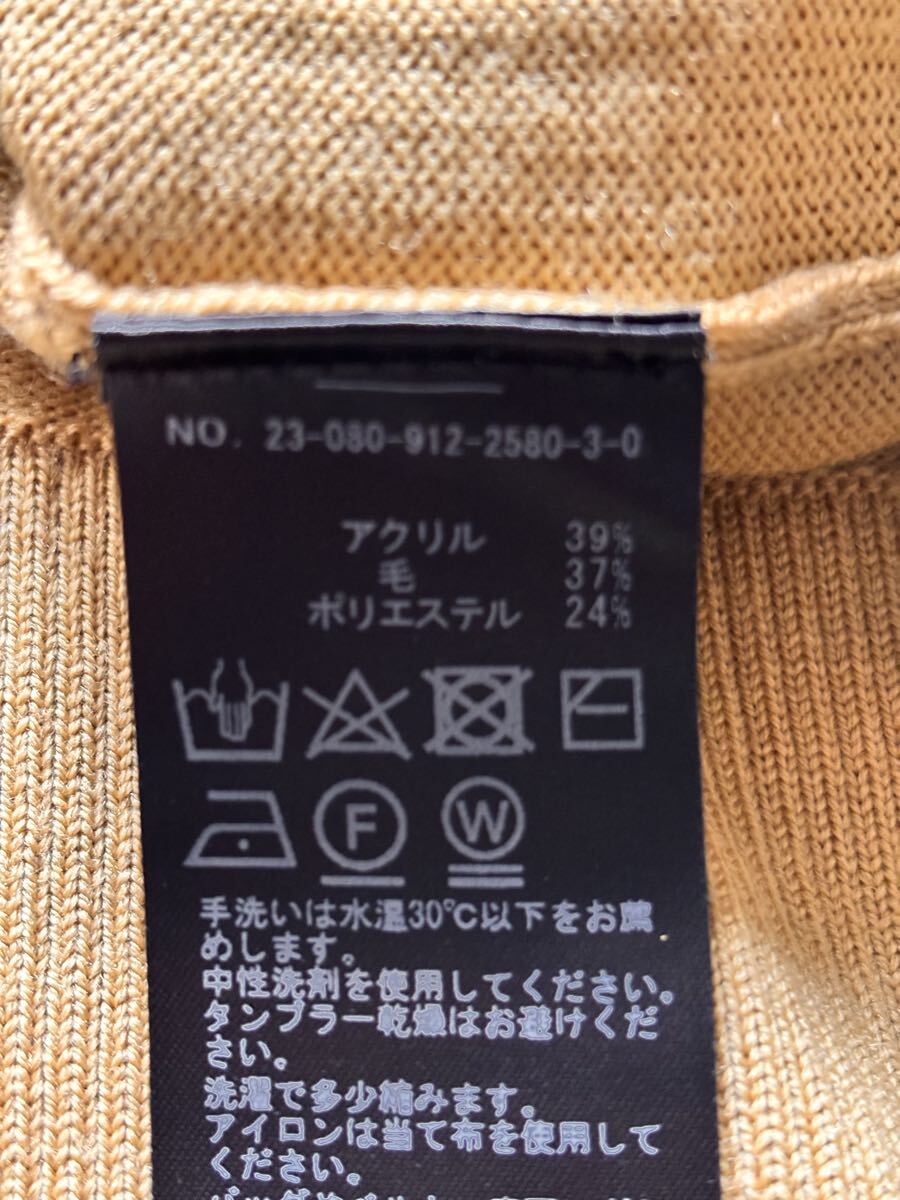 NO. 23-080-912-2580-3-0
アクリル 39%
毛 37%
ポリエステル 24%
F
W
手洗いは水温30℃以下をお薦
めします。
中性洗剤を使用してください。
タンブラー乾燥はお避けくだ
さい。
洗濯で多少縮みます。
アイロンは当て布を使用して
ください。